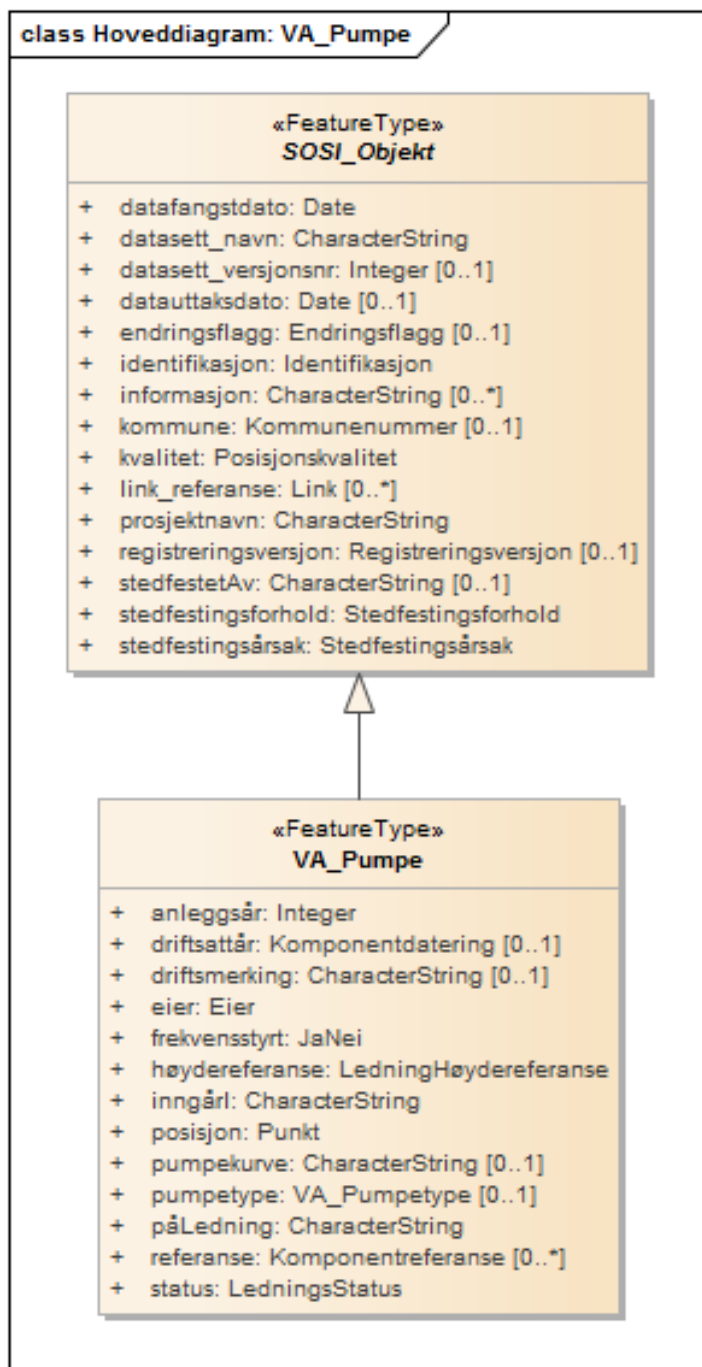 class Hoveddiagram: VA_Pumpe
«FeatureType»
SOSI_Objekt
+ datafangstdato: Date
+ datasett_navn: CharacterString
+ datasett_versjonsnr: Integer [0..1]
+ datauttaksdato: Date [0..1]
+ endringsflagg: Endringsflagg [0..1]
+ identifikasjon: Identifikasjon
+ informasjon: CharacterString [0..*]
+ kommune: Kommunenummer [0..1]
+ kvalitet: Posisjonskvalitet
+ link_referanse: Link [0..*]
+ prosjektnavn: CharacterString
+ registreringsversjon: Registreringsversjon [0..1]
+ stedfestetAv: CharacterString [0..1]
+ stedfestingsforhold: Stedfestingsforhold
+ stedfestingsårsak: Stedfestingsårsak
«FeatureType»
VA_Pumpe
+ anleggsår: Integer
+ driftsattår: Komponentdatering [0..1]
+ driftsmerking: CharacterString [0..1]
+ eier: Eier
+ frekvensstyrt: JaNei
+ høydereferanse: LedningHøydereferanse
+ inngårI: CharacterString
+ posisjon: Punkt
+ pumpekurve: CharacterString [0..1]
+ pumpetype: VA_Pumpetype [0..1]
+ påLedning: CharacterString
+ referanse: Komponentreferanse [0..*]
+ status: LedningsStatus